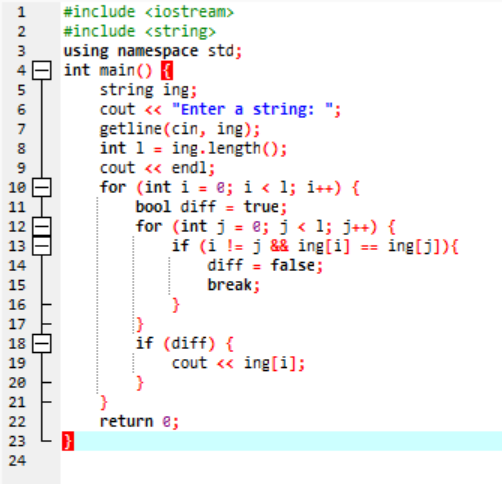 1 #include <iostream>
2 #include <string>
3 using namespace std;
4 int main() {
5     string ing;
6     cout << "Enter a string: ";
7     getline(cin, ing);
8     int l = ing.length();
9     cout << endl;
10     for (int i = 0; i < l; i++) {
11         bool diff = true;
12         for (int j = 0; j < l; j++) {
13             if (i != j && ing[i] == ing[j]){
14                 diff = false;
15                 break;
16             }
17         }
18         if (diff) {
19             cout << ing[i];
20         }
21     }
22     return 0;
23 }
24